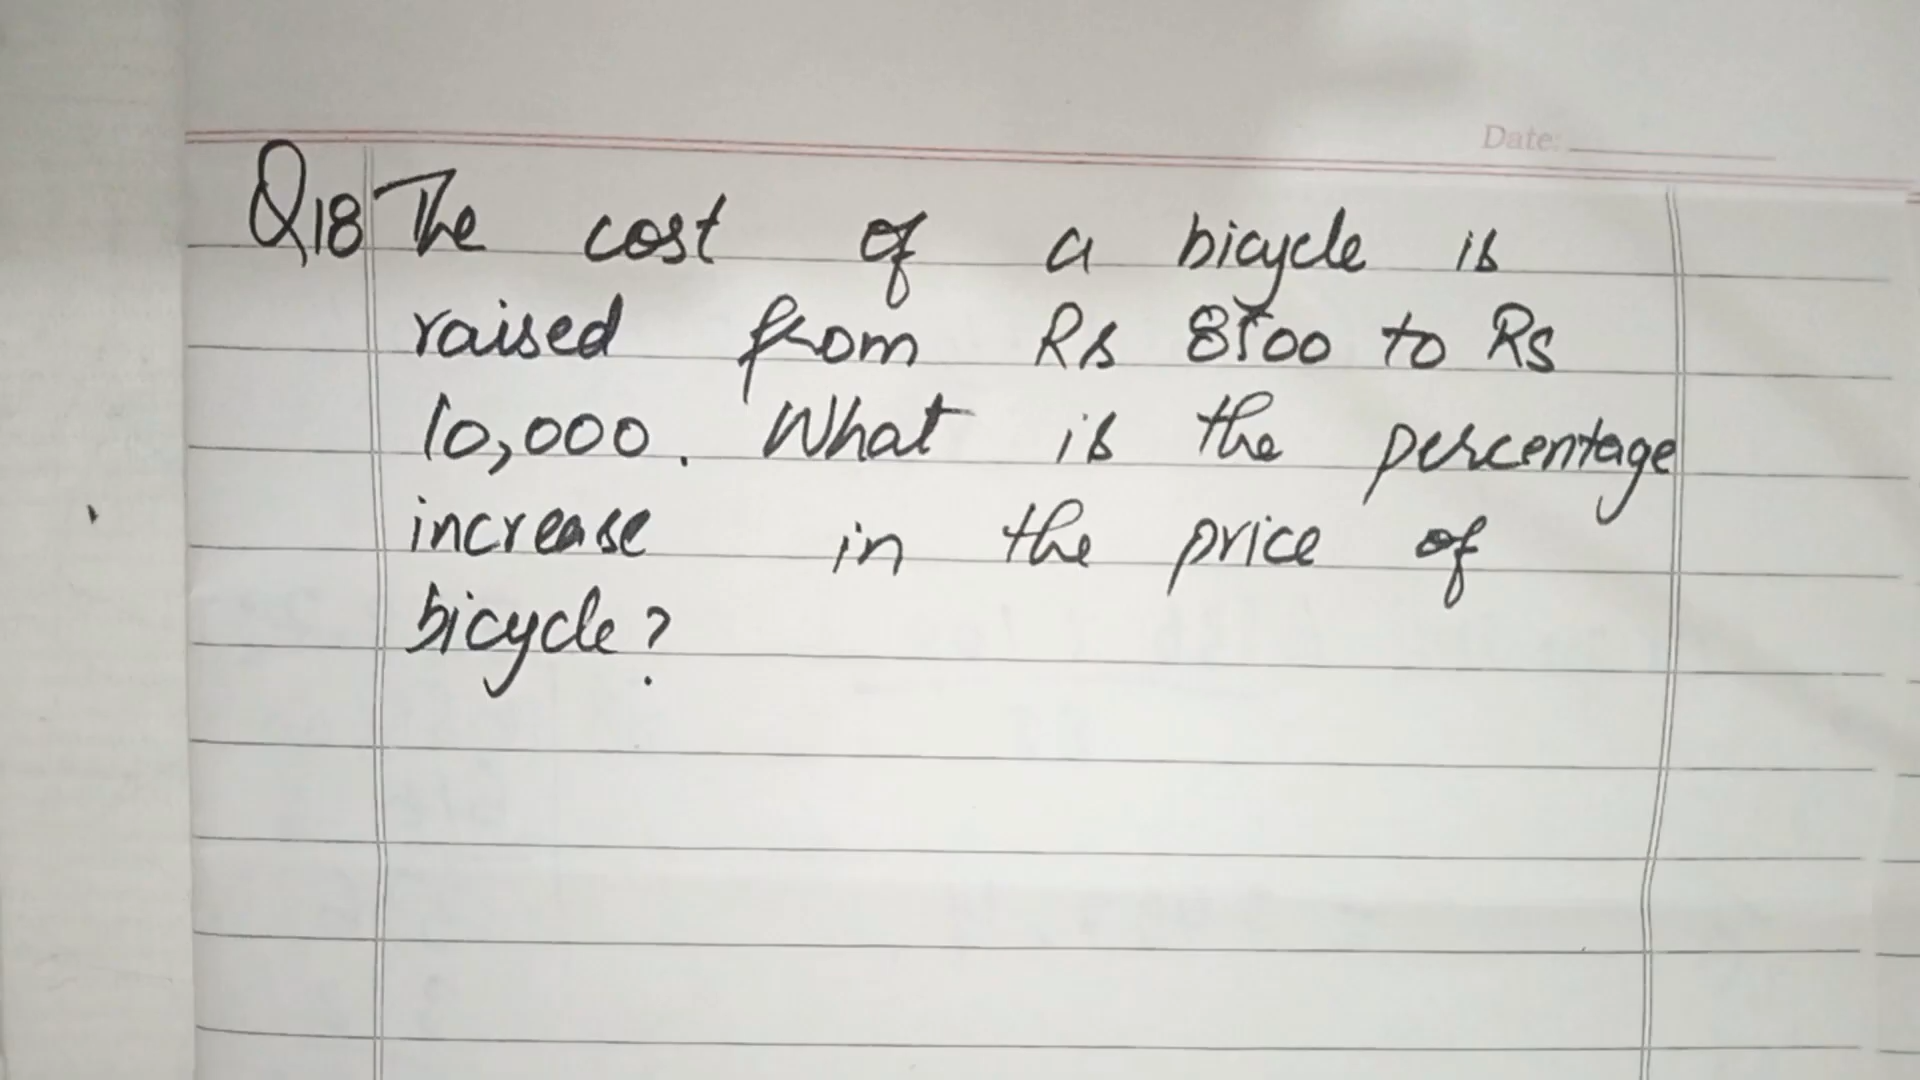 Date:
Q18 The cost of a bicycle is
raised from Rs 8500 to Rs
10,000. What is the percentage
increase in the price of
bicycle?